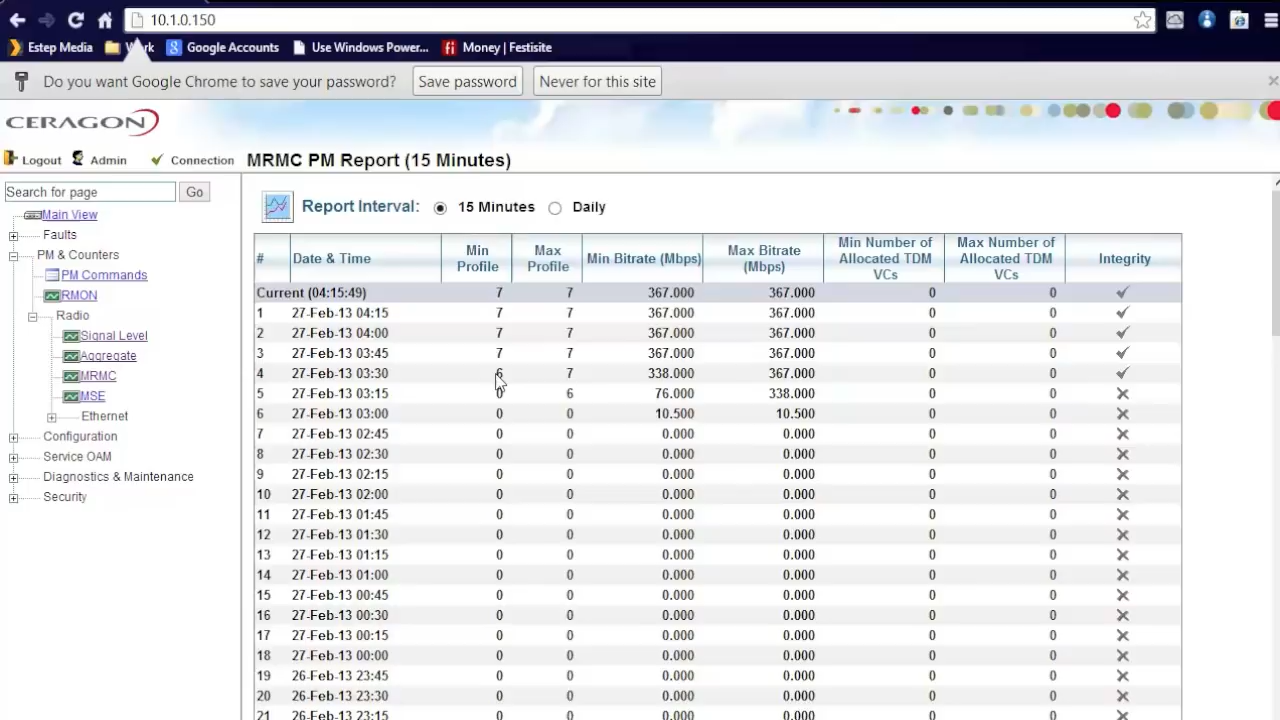 10.1.0.150
Estep Media Work Google Accounts Use Windows Power... Money | Festisite
Do you want Google Chrome to save your password? Save password Never for this site
CERAGON
Logout Admin Connection MRMC PM Report (15 Minutes)
Search for page Go
Main View
Faults
PM & Counters
PM Commands
RMON
Radio
Signal Level
Aggregate
MRMC
MSE
Ethernet
Configuration
Service OAM
Diagnostics & Maintenance
Security
Report Interval: 15 Minutes Daily
# Date & Time Min Profile Max Profile Min Bitrate (Mbps) Max Bitrate (Mbps) Min Number of Allocated TDM VCs Max Number of Allocated TDM VCs Integrity
Current (04:15:49) 7 7 367.000 367.000 0 0
1 27-Feb-13 04:15 7 7 367.000 367.000 0 0
2 27-Feb-13 04:00 7 7 367.000 367.000 0 0
3 27-Feb-13 03:45 7 7 367.000 367.000 0 0
4 27-Feb-13 03:30 6 7 338.000 367.000 0 0
5 27-Feb-13 03:15 0 6 76.000 338.000 0 0
6 27-Feb-13 03:00 0 0 10.500 10.500 0 0
7 27-Feb-13 02:45 0 0 0.000 0.000 0 0
8 27-Feb-13 02:30 0 0 0.000 0.000 0 0
9 27-Feb-13 02:15 0 0 0.000 0.000 0 0
10 27-Feb-13 02:00 0 0 0.000 0.000 0 0
11 27-Feb-13 01:45 0 0 0.000 0.000 0 0
12 27-Feb-13 01:30 0 0 0.000 0.000 0 0
13 27-Feb-13 01:15 0 0 0.000 0.000 0 0
14 27-Feb-13 01:00 0 0 0.000 0.000 0 0
15 27-Feb-13 00:45 0 0 0.000 0.000 0 0
16 27-Feb-13 00:30 0 0 0.000 0.000 0 0
17 27-Feb-13 00:15 0 0 0.000 0.000 0 0
18 27-Feb-13 00:00 0 0 0.000 0.000 0 0
19 26-Feb-13 23:45 0 0 0.000 0.000 0 0
20 26-Feb-13 23:30 0 0 0.000 0.000 0 0
21 26-Feb-13 23:15 0 0 0.000 0.000 0 0